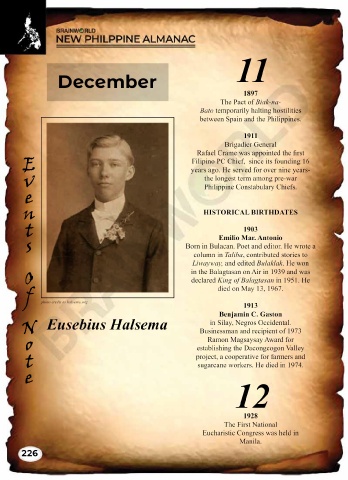 BRAINWORLD
NEW PHILPPINE ALMANAC
December
Events Of Note
Eusebius Halsema
11
1897
The Pact of Biak-na-
Bato temporarily halting hostilities
between Spain and the Philippines.
1911
Brigadier General
Rafael Crame was appointed the first
Filipino PC Chief, since its founding 16
years ago. He served for over nine years-
the longest term among pre-war
Philippine Constabulary Chiefs.
HISTORICAL BIRTHDATES
1903
Emilio Mar. Antonio
Born in Bulacan. Poet and editor. He wrote a
column in Taliba, contributed stories to
Liwayway, and edited Bulaklak. He won
in the Balagtasan on Air in 1939 and was
declared King of Balagtasan in 1951. He
died on May 13, 1967.
1913
Benjamin C. Gaston
in Silay, Negros Occidental.
Businessman and recipient of 1973
Ramon Magsaysay Award for
establishing the Dacongcogon Valley
project, a cooperative for farmers and
sugarcane workers. He died in 1974.
12
1928
The First National
Eucharistic Congress was held in
Manila.
226